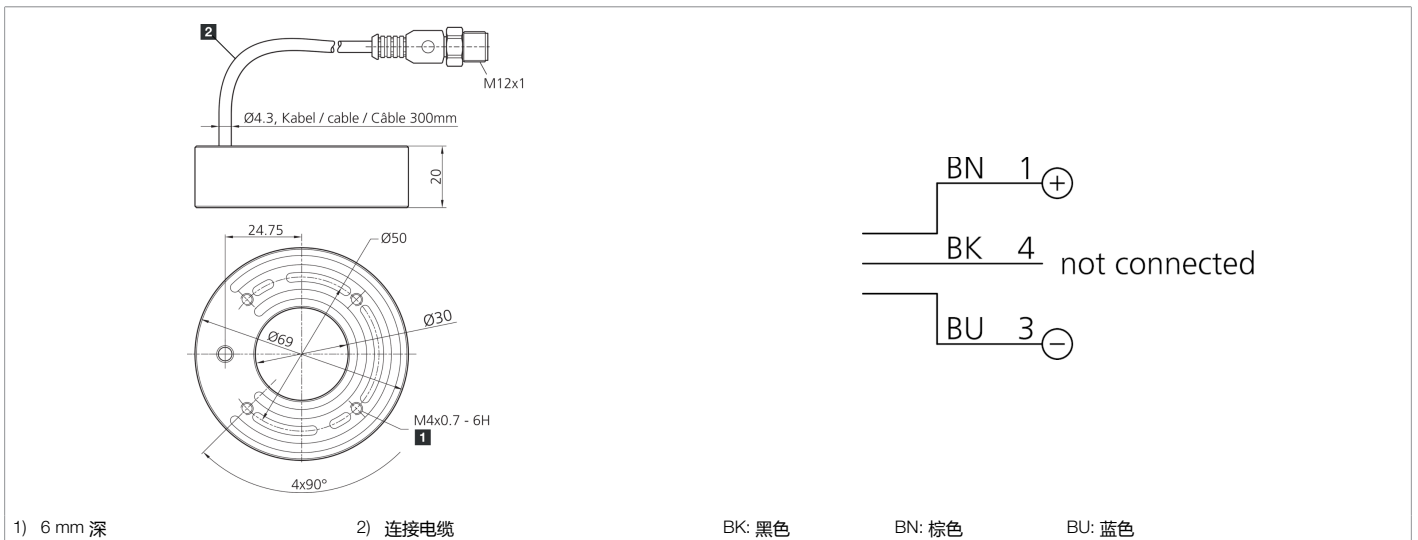 2
M12x1
Ø4.3, Kabel / cable / Câble 300mm
20
24.75
Ø50
Ø30
Ø69
M4x0.7 - 6H
1
4x90°
BN 1 +
BK 4 not connected
BU 3 −
1) 6 mm 深 2) 连接电缆 BK: 黑色 BN: 棕色 BU: 蓝色